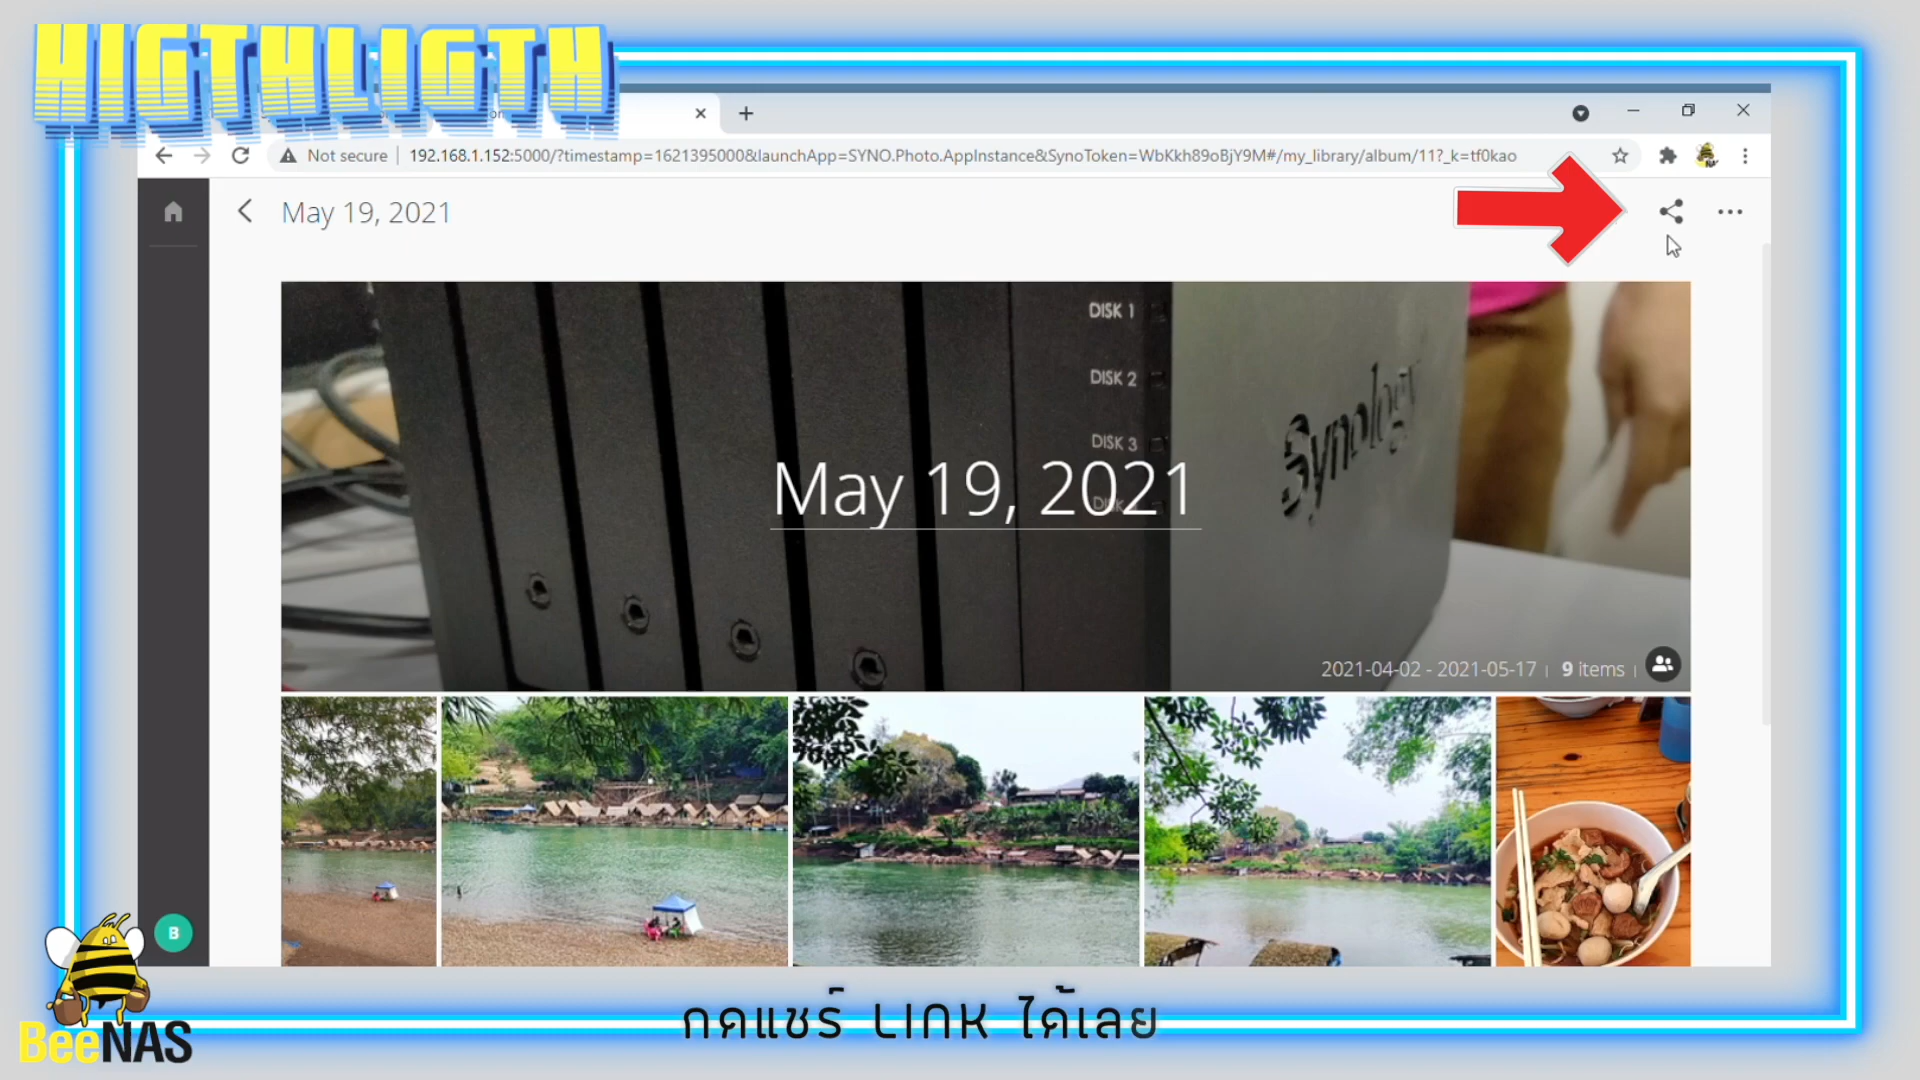 HIGTHLIGTH
Not secure
192.168.1.152:5000/?timestamp=1621395000&launchApp=SYNO.Photo.AppInstance&SynoToken=WbKkh89oBjY9M#/my_library/album/11?_k=tf0kao
May 19, 2021
DISK 1
DISK 2
DISK 3
Synology
May 19, 2021
2021-04-02 - 2021-05-17 | 9 items |
B
กดแชร์ LINK ได้เลย
BeeNAS